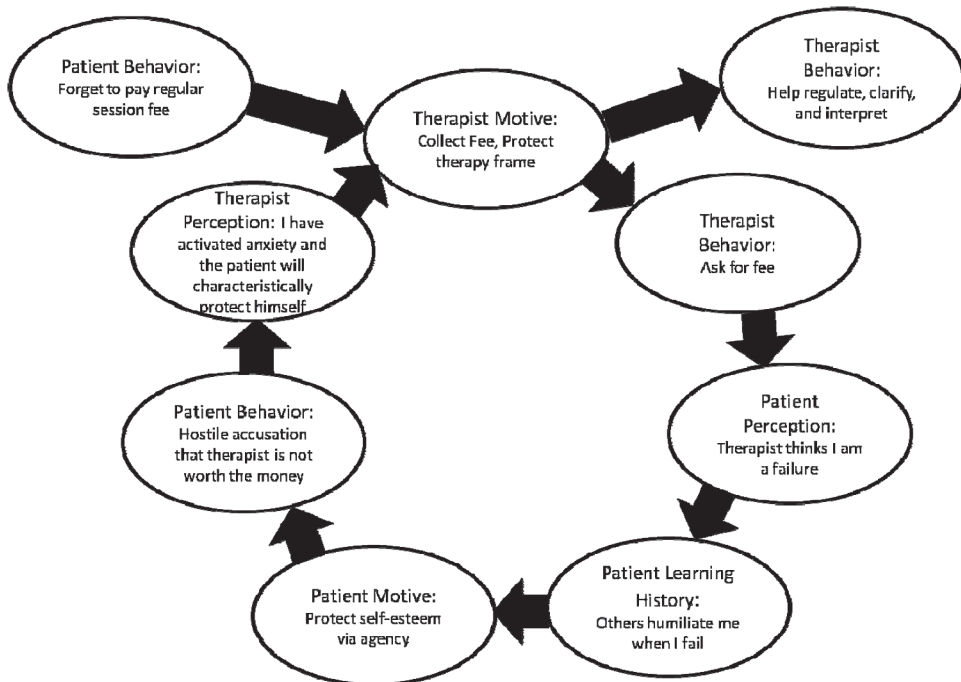 Patient Behavior:
Forget to pay regular
session fee
Therapist Motive:
Collect Fee, Protect
therapy frame
Therapist
Behavior:
Help regulate, clarify,
and interpret
Therapist
Behavior:
Ask for fee
Patient
Perception:
Therapist thinks I am
a failure
Patient Learning
History:
Others humiliate me
when I fail
Patient Motive:
Protect self-esteem
via agency
Patient Behavior:
Hostile accusation
that therapist is not
worth the money
Therapist
Perception: I have
activated anxiety and
the patient will
characteristically
protect himself